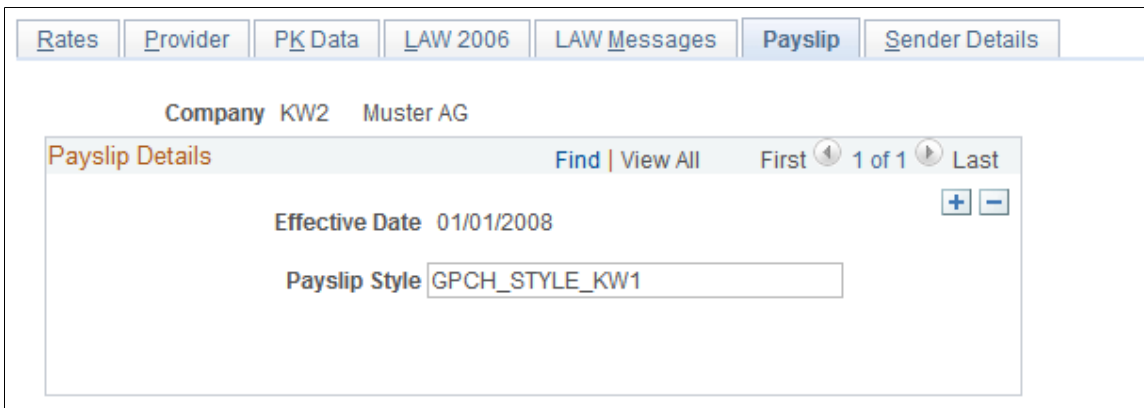 Rates Provider PK Data LAW 2006 LAW Messages Payslip Sender Details
Company KW2 Muster AG
Payslip Details Find | View All First 1 of 1 Last
Effective Date 01/01/2008
Payslip Style GPCH_STYLE_KW1